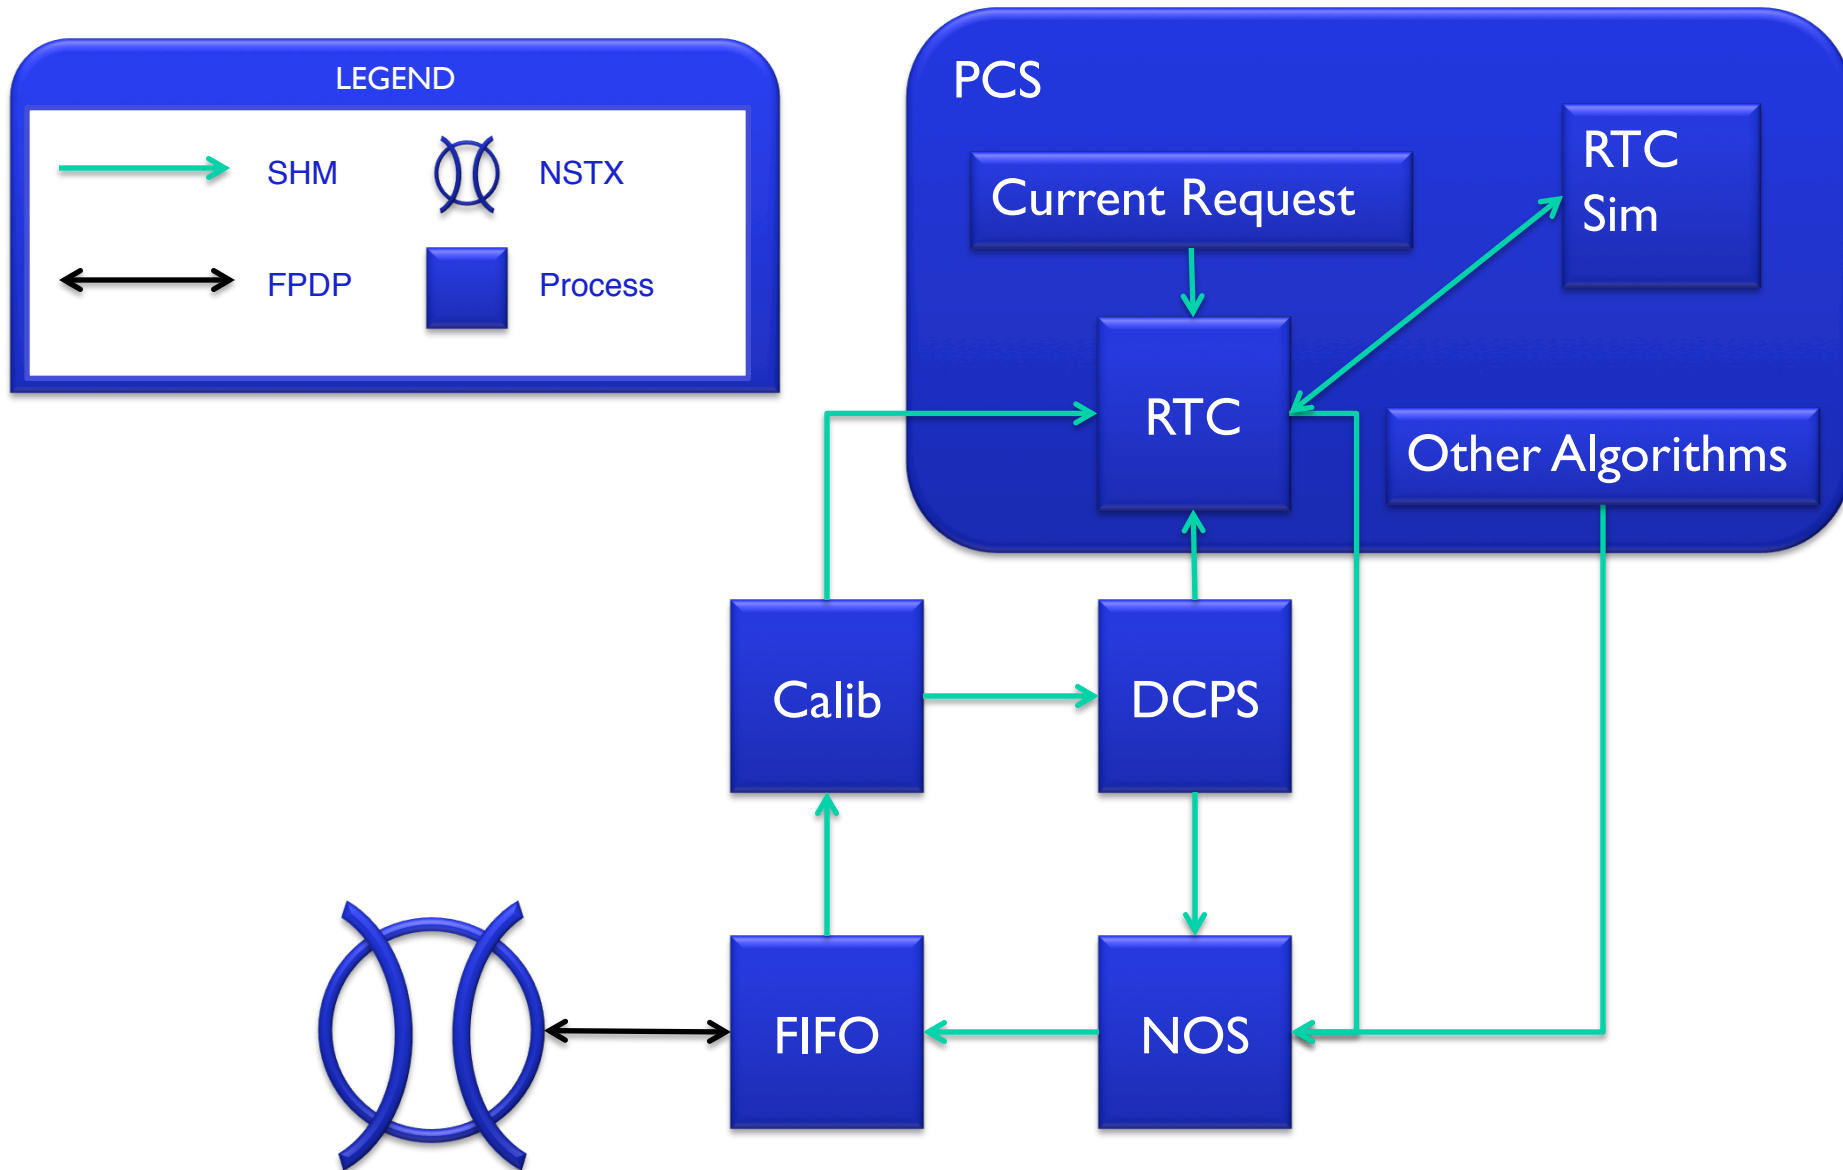 LEGEND
SHM
NSTX
FPDP
Process
PCS
Current Request
RTC
Sim
RTC
Other Algorithms
Calib
DCPS
FIFO
NOS